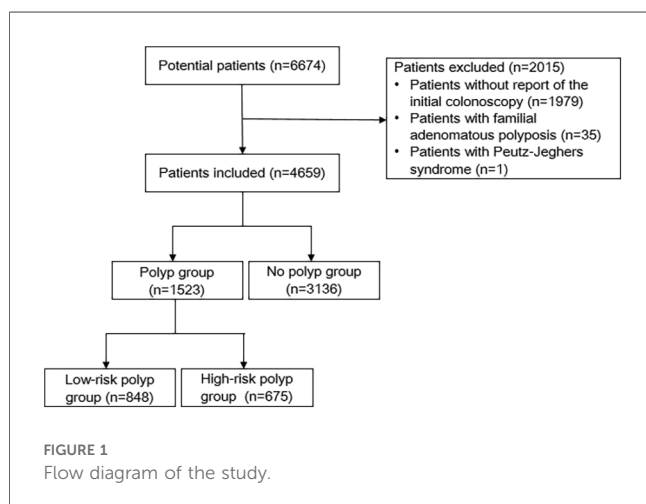 Potential patients (n=6674)
Patients excluded (n=2015)
• Patients without report of the
initial colonoscopy (n=1979)
• Patients with familial
adenomatous polyposis (n=35)
• Patients with Peutz-Jeghers
syndrome (n=1)
Patients included (n=4659)
Polyp group
(n=1523)
No polyp group
(n=3136)
Low-risk polyp
group (n=848)
High-risk polyp
group (n=675)
FIGURE 1
Flow diagram of the study.